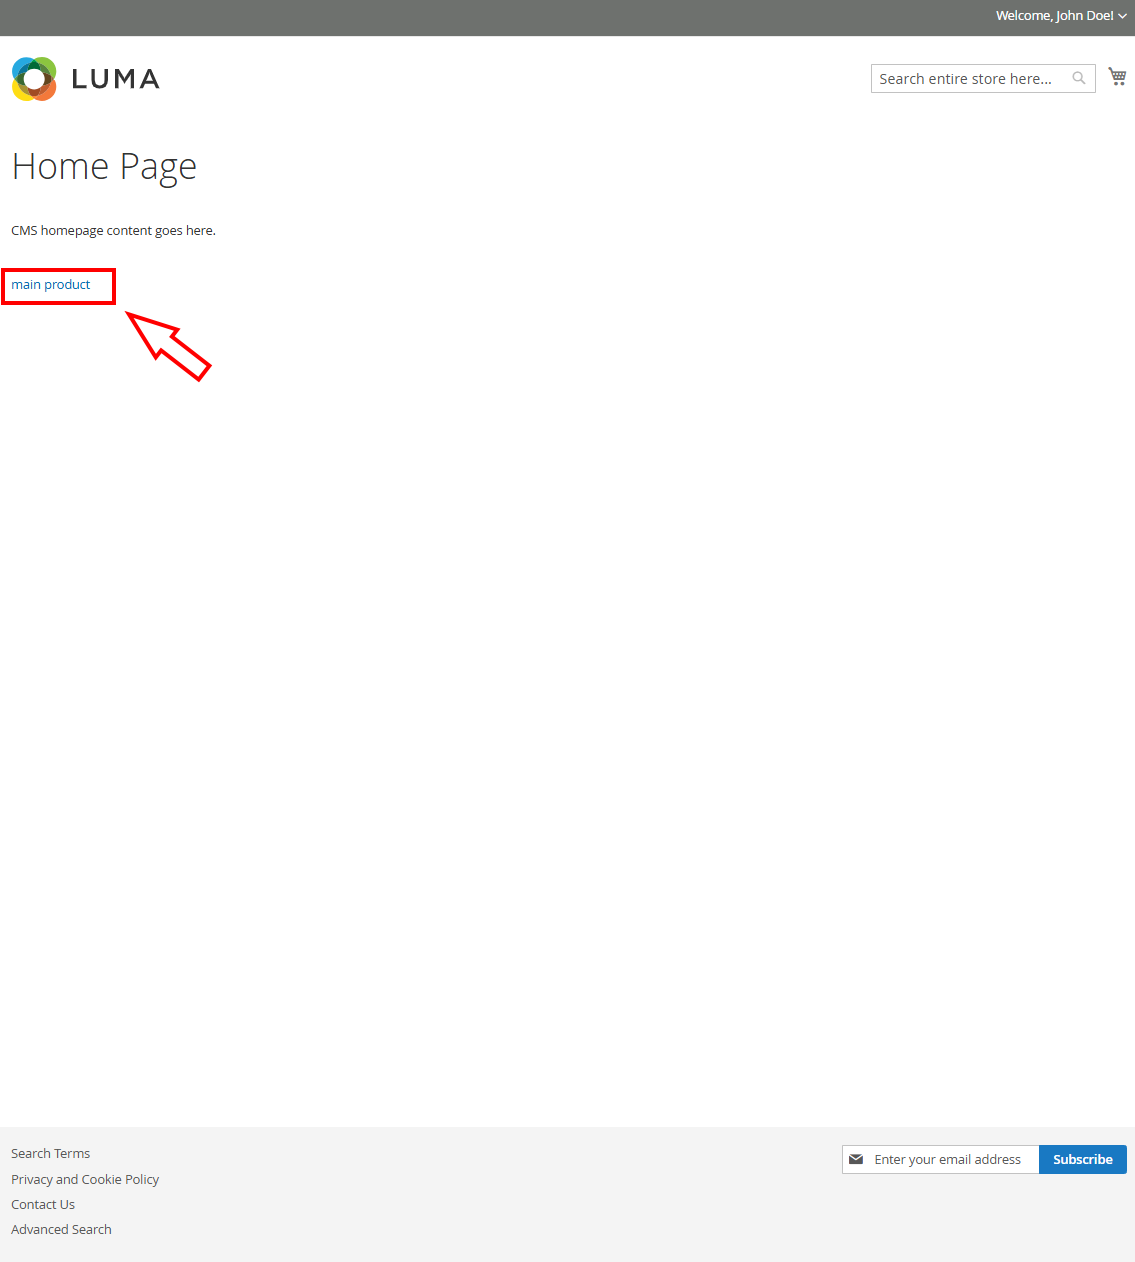 Welcome, John Doe!
LUMA
Search entire store here...
Home Page
CMS homepage content goes here.
main product
Search Terms
Privacy and Cookie Policy
Contact Us
Advanced Search
Enter your email address
Subscribe